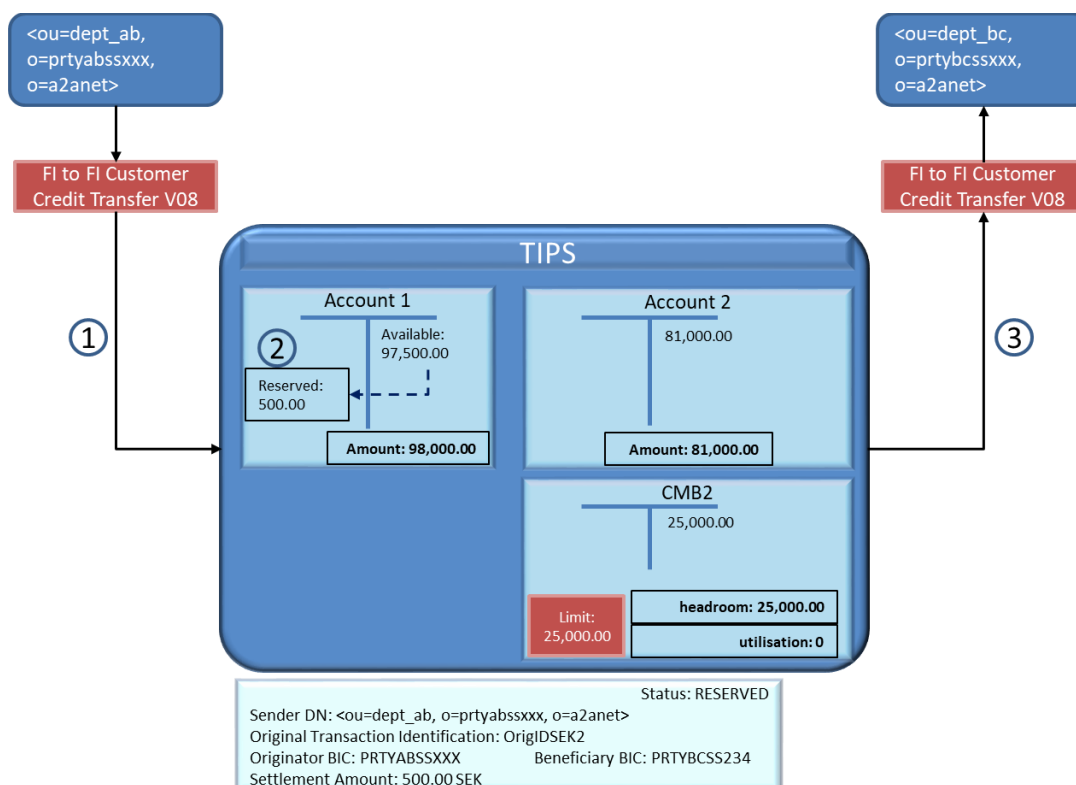 <ou=dept_ab,
o=prtyabssxxx,
o=a2anet>
<ou=dept_bc,
o=prtybcssxxx,
o=a2anet>
FI to FI Customer
Credit Transfer V08
FI to FI Customer
Credit Transfer V08
TIPS
1
3
Account 1
2
Available:
97,500.00
Reserved:
500.00
Amount: 98,000.00
Account 2
81,000.00
Amount: 81,000.00
CMB2
25,000.00
Limit:
25,000.00
headroom: 25,000.00
utilisation: 0
Status: RESERVED
Sender DN: <ou=dept_ab, o=prtyabssxxx, o=a2anet>
Original Transaction Identification: OrigIDSEK2
Originator BIC: PRTYABSSXXX Beneficiary BIC: PRTYBCSS234
Settlement Amount: 500.00 SEK